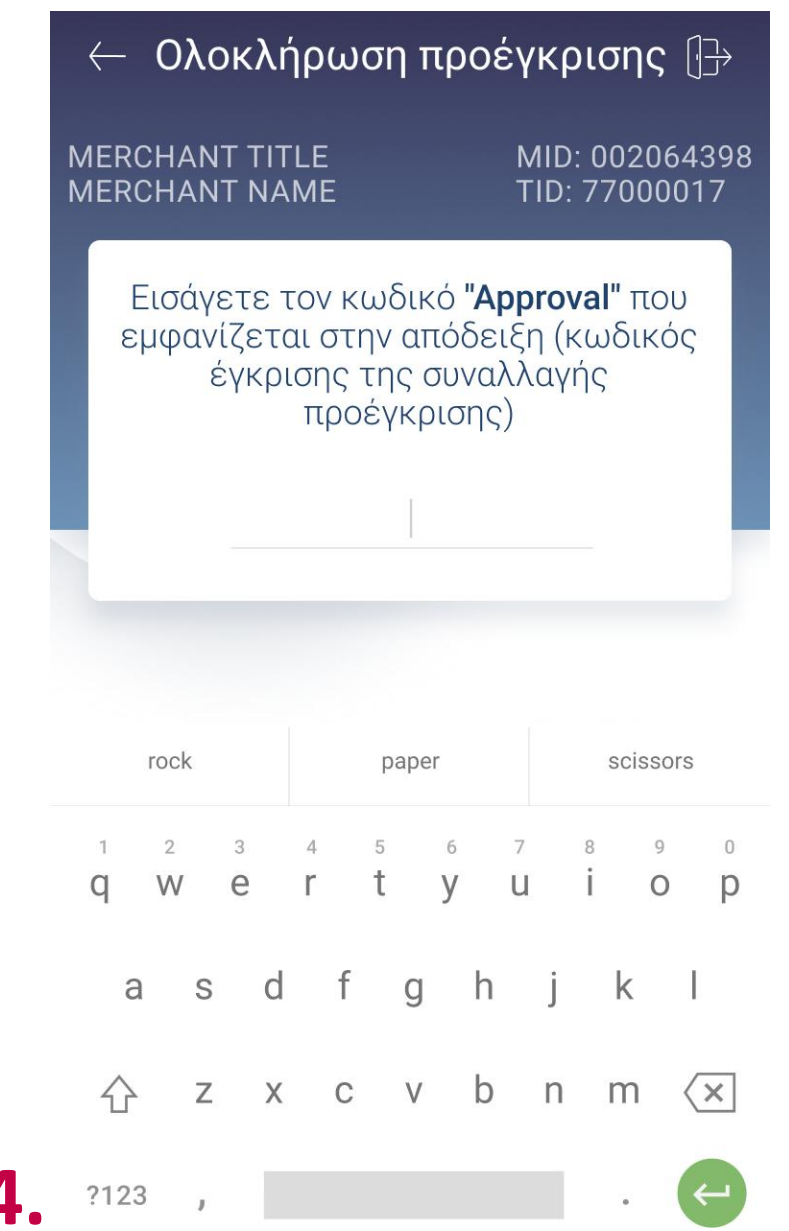 Ολοκλήρωση προέγκρισης
MERCHANT TITLE MID: 002064398
MERCHANT NAME TID: 77000017
Εισάγετε τον κωδικό "Approval" που
εμφανίζεται στην απόδειξη (κωδικός
έγκρισης της συναλλαγής
προέγκρισης)
rock paper scissors
1 2 3 4 5 6 7 8 9 0
q w e r t y u i o p
a s d f g h j k l
z x c v b n m
4. ?123 , .